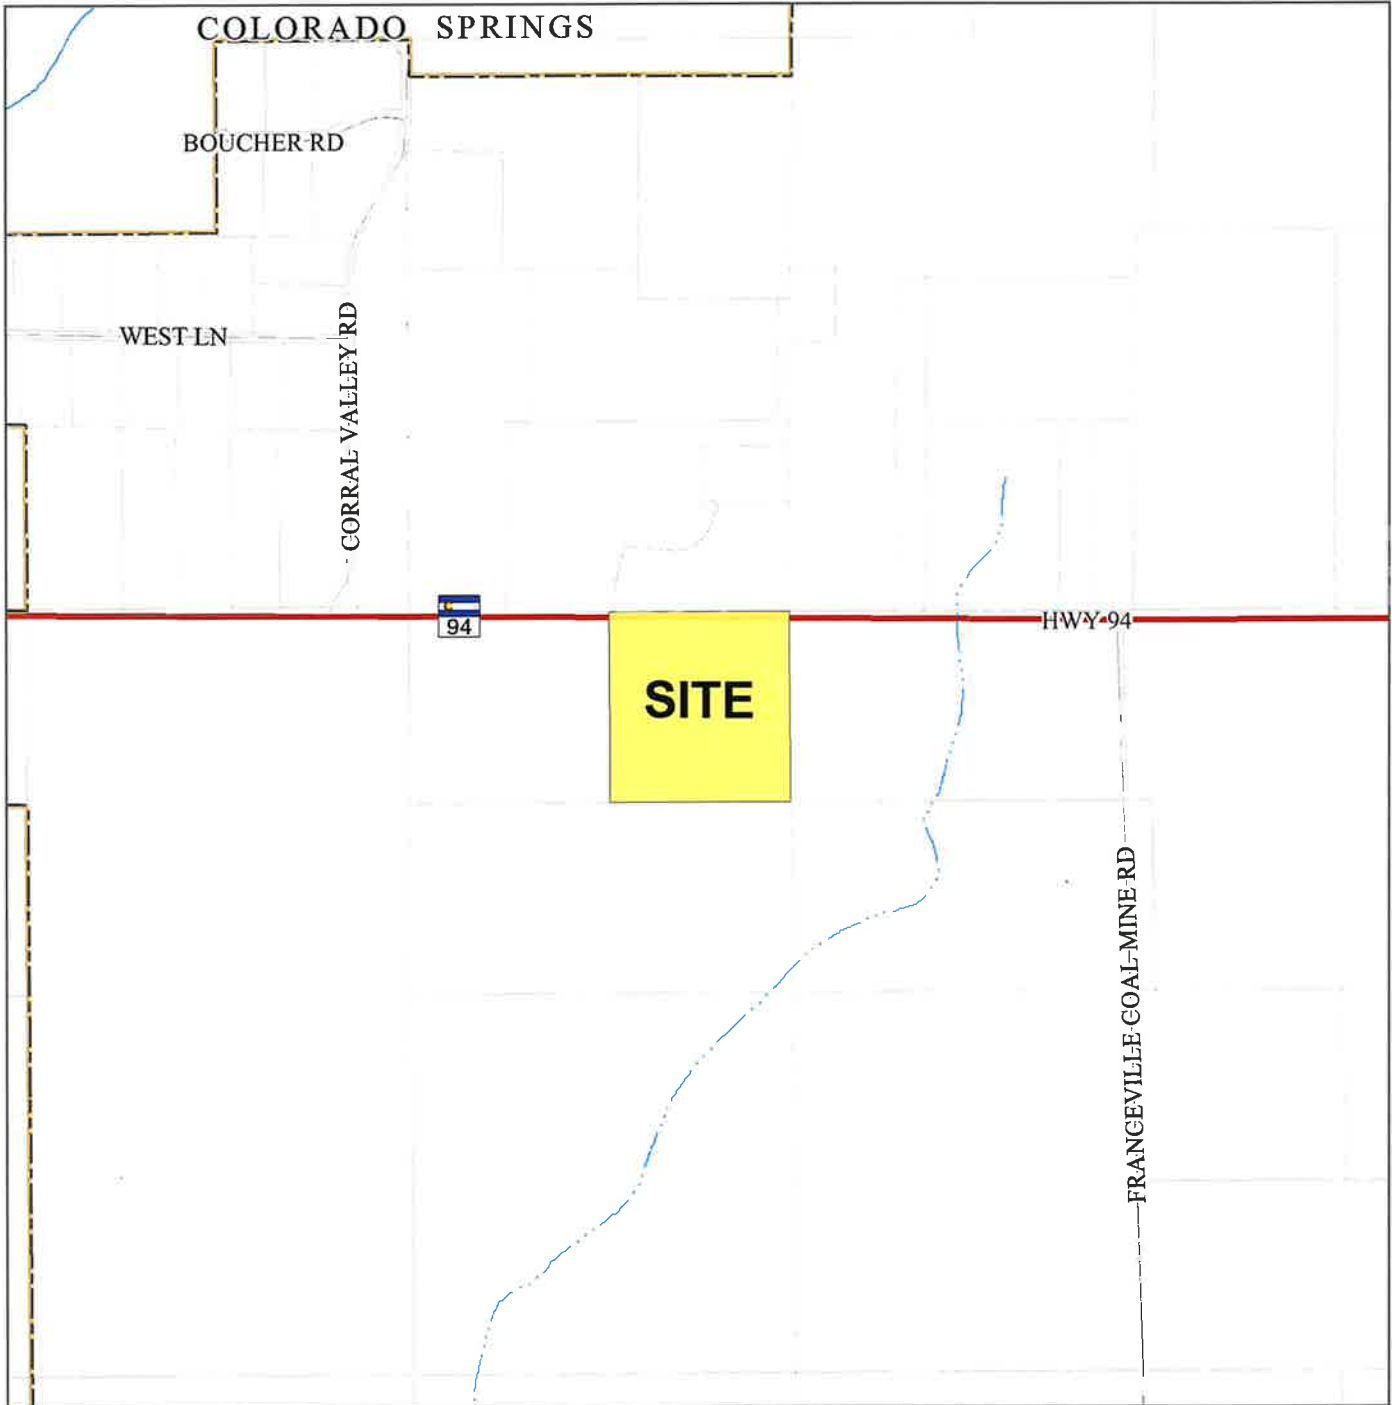 COLORADO SPRINGS
BOUCHER RD
WEST LN
CORRAL VALLEY RD
94
HWY 94
SITE
FRANCEVILLE COAL MINE RD